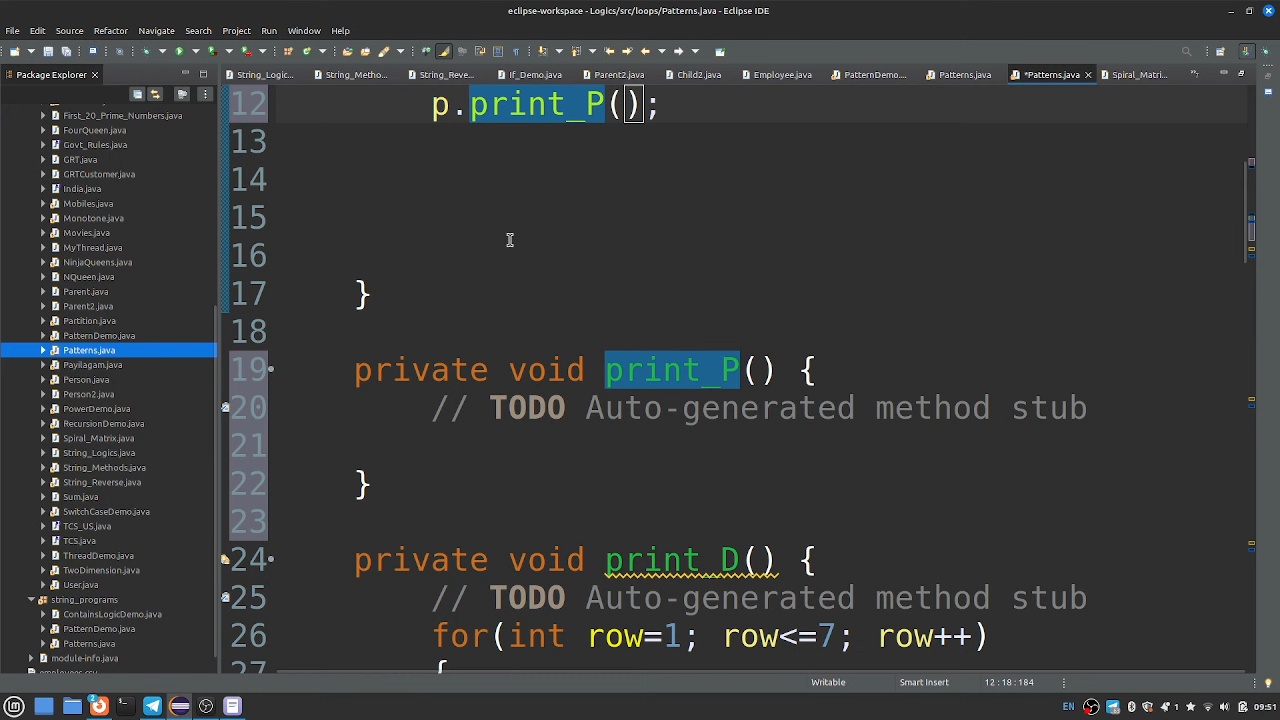 eclipse-workspace - Logics/src/loops/Patterns.java - Eclipse IDE
File Edit Source Refactor Navigate Search Project Run Window Help
Package Explorer
String_Logic... String_Metho... String_Reve... If_Demo.java Parent2.java Child2.java Employee.java PatternDemo.... Patterns.java *Patterns.java Spiral_Matri...
First_20_Prime_Numbers.java
FourQueen.java
Govt_Rules.java
GRT.java
GRTCustomer.java
India.java
Mobiles.java
Monotone.java
Movies.java
MyThread.java
NinjaQueens.java
NQueen.java
Parent.java
Parent2.java
Partition.java
PatternDemo.java
Patterns.java
Payilagam.java
Person.java
Person2.java
PowerDemo.java
RecursionDemo.java
Spiral_Matrix.java
String_Logics.java
String_Methods.java
String_Reverse.java
Sum.java
SwitchCaseDemo.java
TCS_US.java
TCS.java
ThreadDemo.java
TwoDimension.java
User.java
string_programs
ContainsLogicDemo.java
PatternDemo.java
Patterns.java
module-info.java
employees.csv
12 p.print_P();
13
14
15
16
17 }
18
19 private void print_P() {
20 // TODO Auto-generated method stub
21
22 }
23
24 private void print_D() {
25 // TODO Auto-generated method stub
26 for(int row=1; row<=7; row++)
27 {
Writable Smart Insert 12 : 18 : 184
EN 1 09:51
2